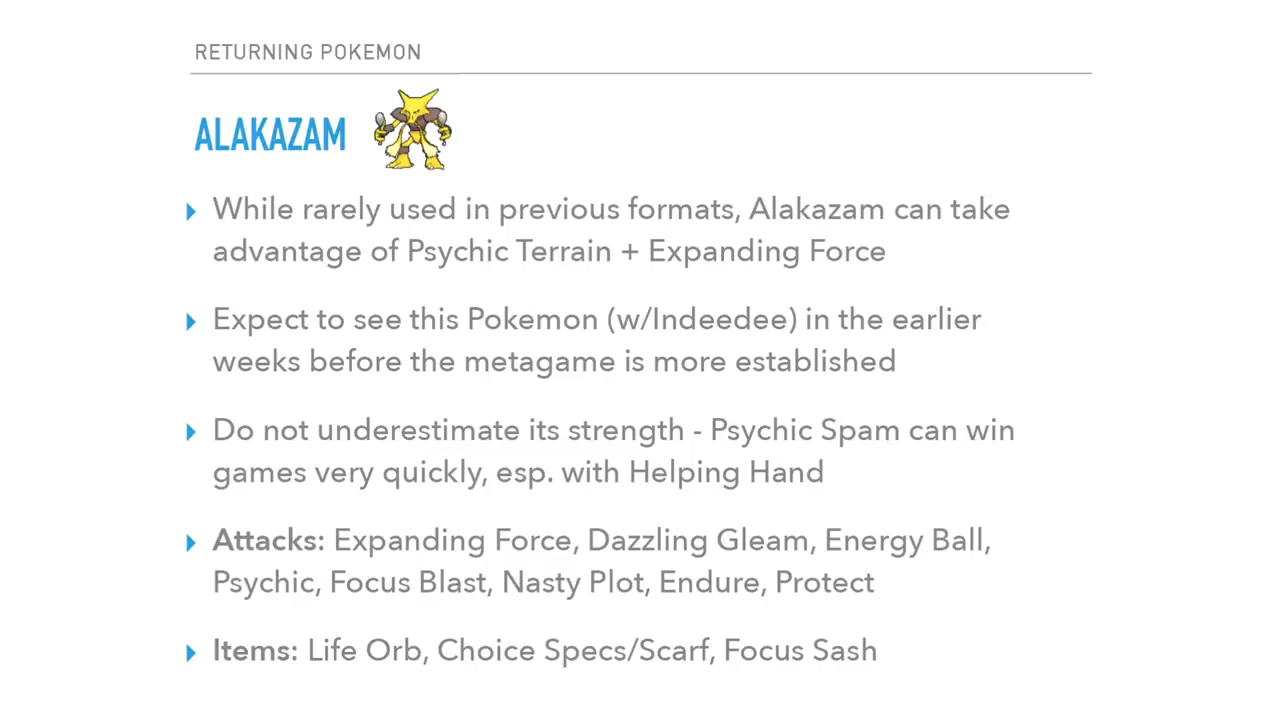 RETURNING POKEMON
ALAKAZAM
While rarely used in previous formats, Alakazam can take
advantage of Psychic Terrain + Expanding Force
Expect to see this Pokemon (w/Indeedee) in the earlier
weeks before the metagame is more established
Do not underestimate its strength - Psychic Spam can win
games very quickly, esp. with Helping Hand
Attacks: Expanding Force, Dazzling Gleam, Energy Ball,
Psychic, Focus Blast, Nasty Plot, Endure, Protect
Items: Life Orb, Choice Specs/Scarf, Focus Sash